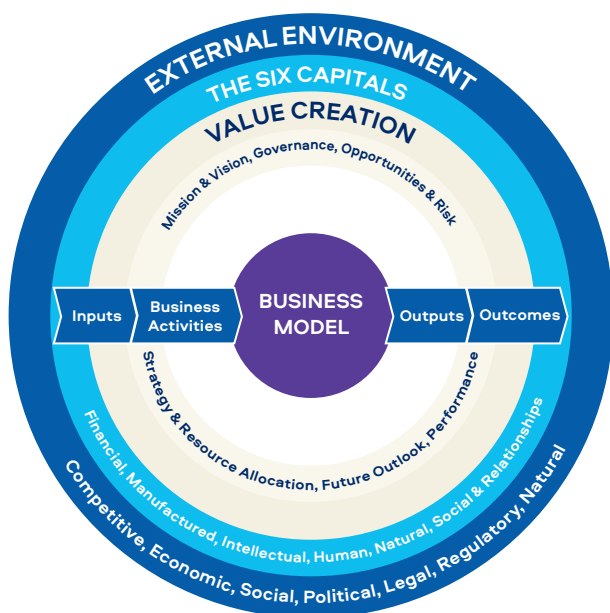 EXTERNAL ENVIRONMENT
THE SIX CAPITALS
VALUE CREATION
Mission & Vision, Governance, Opportunities & Risk
Inputs
Business
Activities
BUSINESS
MODEL
Outputs
Outcomes
Strategy & Resource Allocation, Future Outlook, Performance
Financial, Manufactured, Intellectual, Human, Natural, Social & Relationships
Competitive, Economic, Social, Political, Legal, Regulatory, Natural